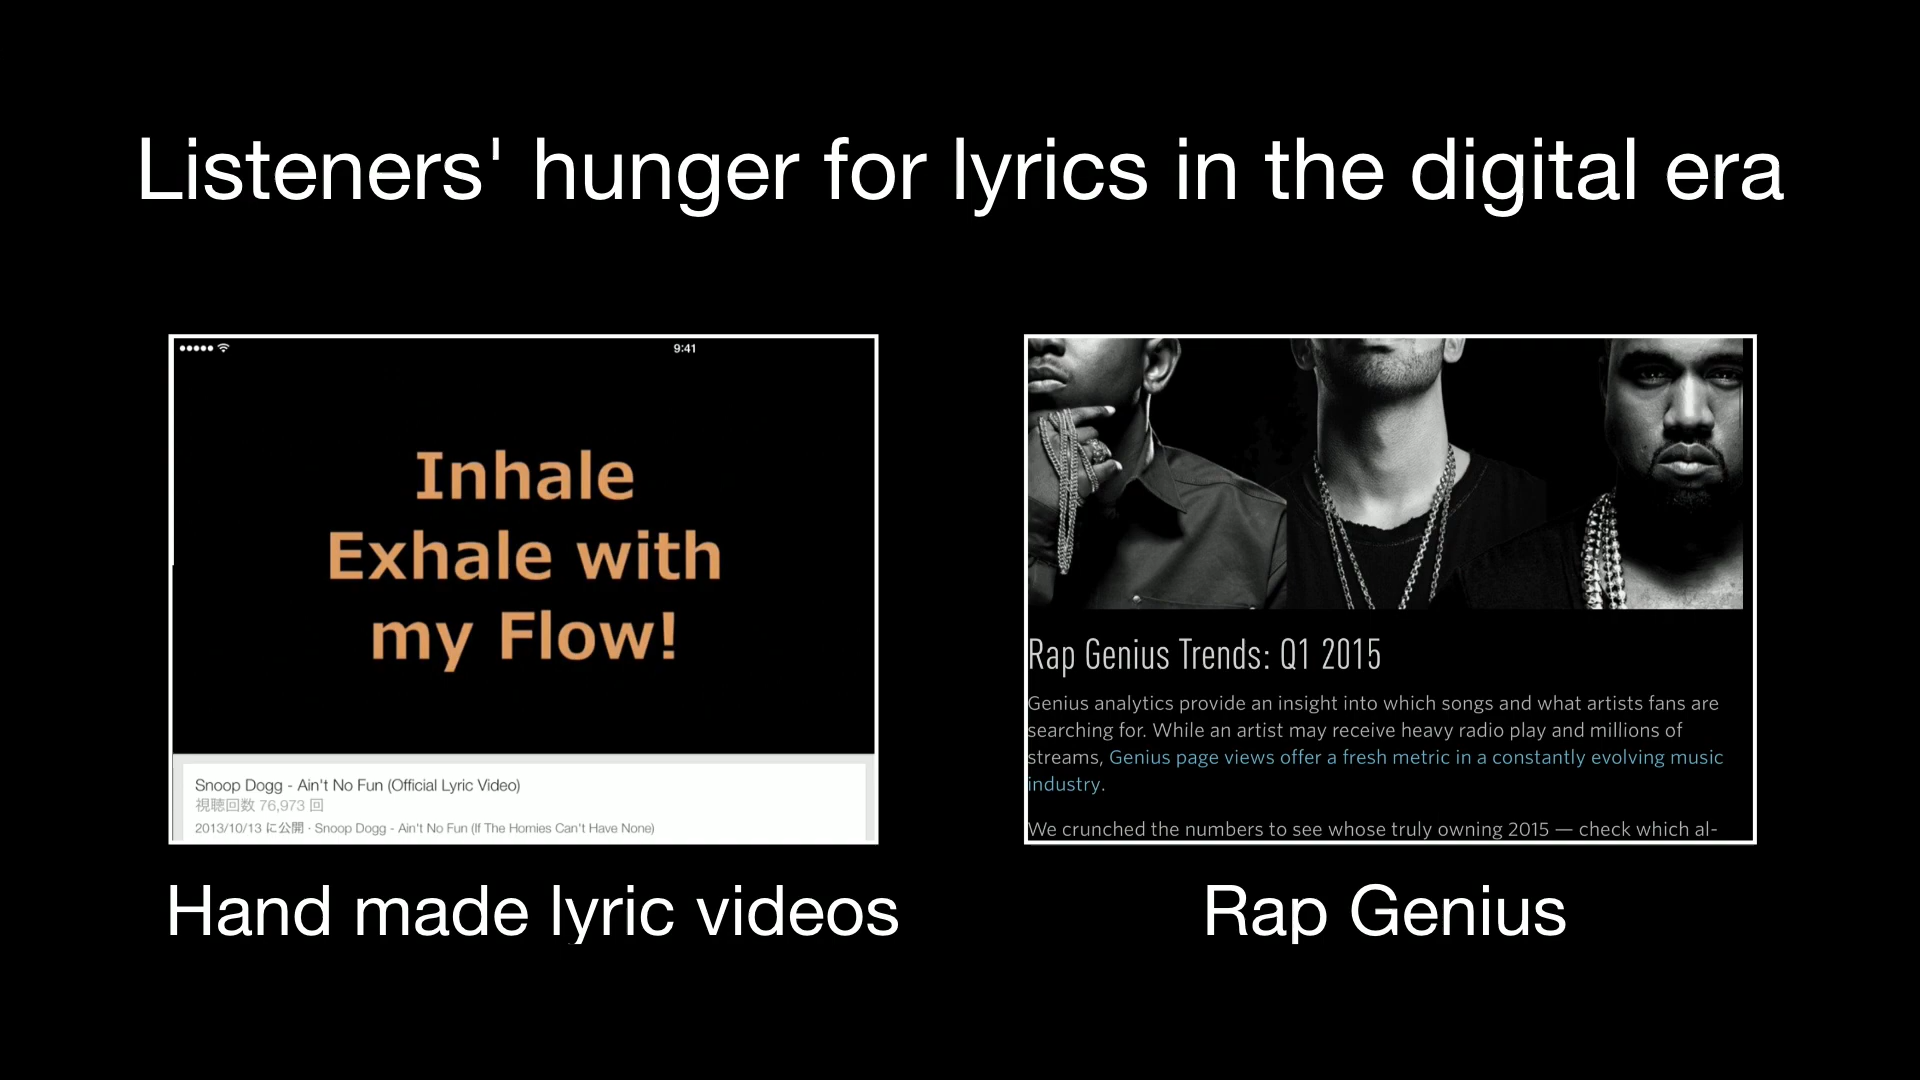 Listeners' hunger for lyrics in the digital era
9:41
Inhale
Exhale with
my Flow!
Snoop Dogg - Ain't No Fun (Official Lyric Video)
視聴回数 76,973 回
2013/10/13 に公開 · Snoop Dogg - Ain't No Fun (If The Homies Can't Have None)
Hand made lyric videos
Rap Genius Trends: Q1 2015
Genius analytics provide an insight into which songs and what artists fans are
searching for. While an artist may receive heavy radio play and millions of
streams, Genius page views offer a fresh metric in a constantly evolving music
industry.
We crunched the numbers to see whose truly owning 2015 — check which al-
Rap Genius